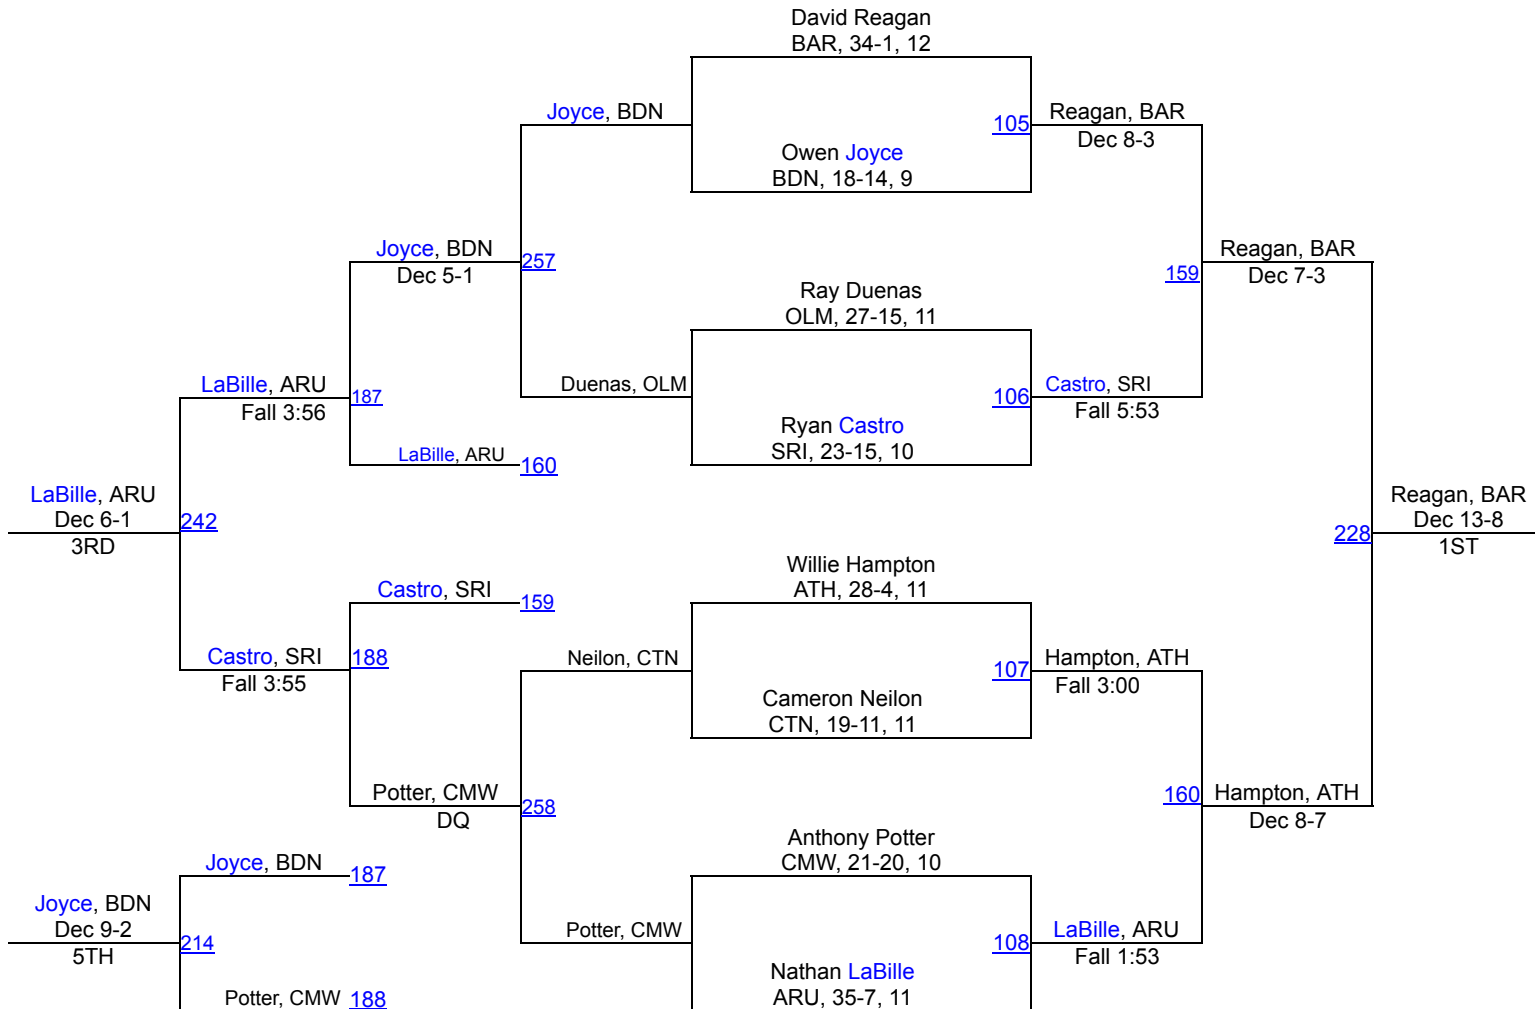 David Reagan
BAR, 34-1, 12
Joyce, BDN
105
Reagan, BAR
Dec 8-3
Owen Joyce
BDN, 18-14, 9
Joyce, BDN
Dec 5-1
257
159
Reagan, BAR
Dec 7-3
Ray Duenas
OLM, 27-15, 11
LaBille, ARU
Fall 3:56
187
Duenas, OLM
106
Castro, SRI
Fall 5:53
Ryan Castro
SRI, 23-15, 10
LaBille, ARU
160
LaBille, ARU
Dec 6-1
3RD
242
228
Reagan, BAR
Dec 13-8
1ST
Willie Hampton
ATH, 28-4, 11
Castro, SRI
159
Castro, SRI
Fall 3:55
188
Neilon, CTN
107
Hampton, ATH
Fall 3:00
Cameron Neilon
CTN, 19-11, 11
Potter, CMW
DQ
258
160
Hampton, ATH
Dec 8-7
Anthony Potter
CMW, 21-20, 10
Joyce, BDN
187
Joyce, BDN
Dec 9-2
5TH
214
Potter, CMW
108
LaBille, ARU
Fall 1:53
Nathan LaBille
ARU, 35-7, 11
Potter, CMW
188